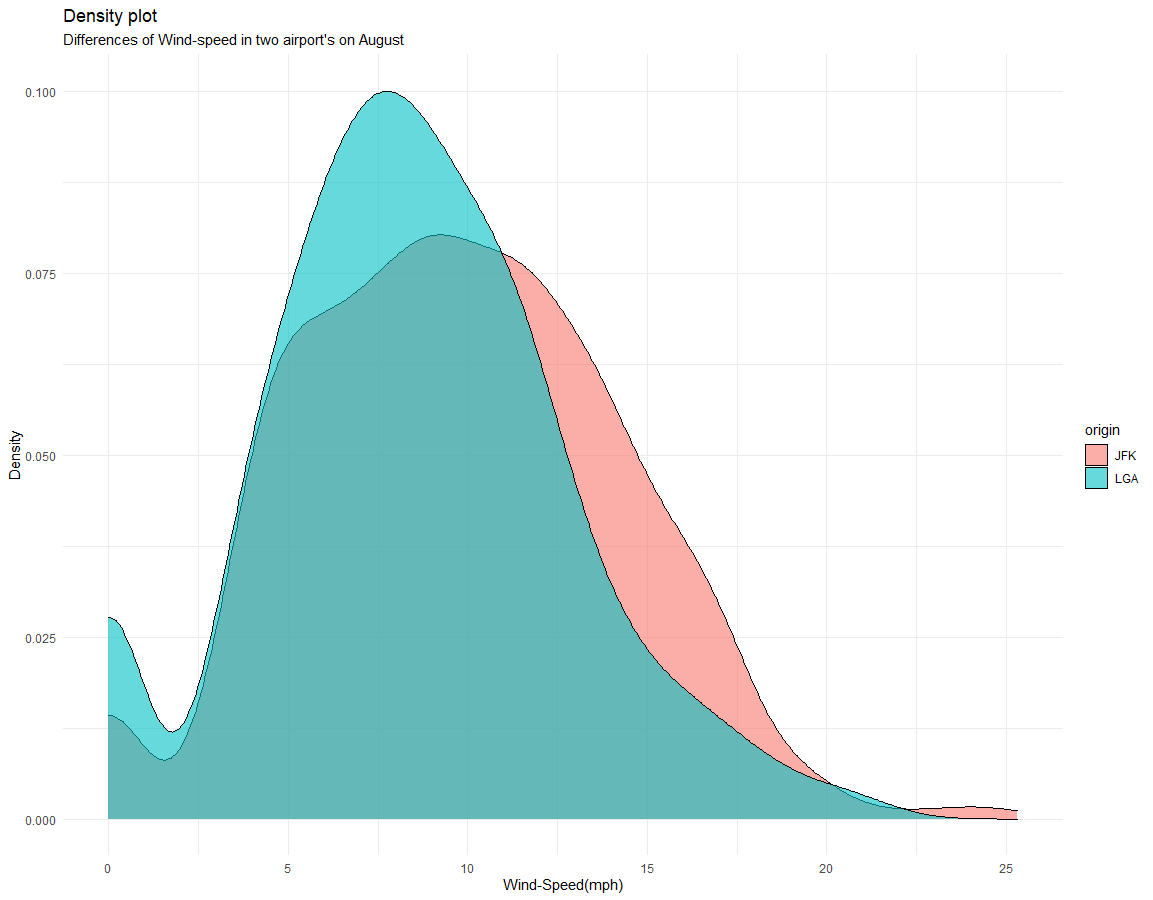 Density plot
Differences of Wind-speed in two airport's on August
0.100
0.075
0.050
0.025
0.000
Density
0 5 10 15 20 25
Wind-Speed(mph)
origin
JFK
LGA